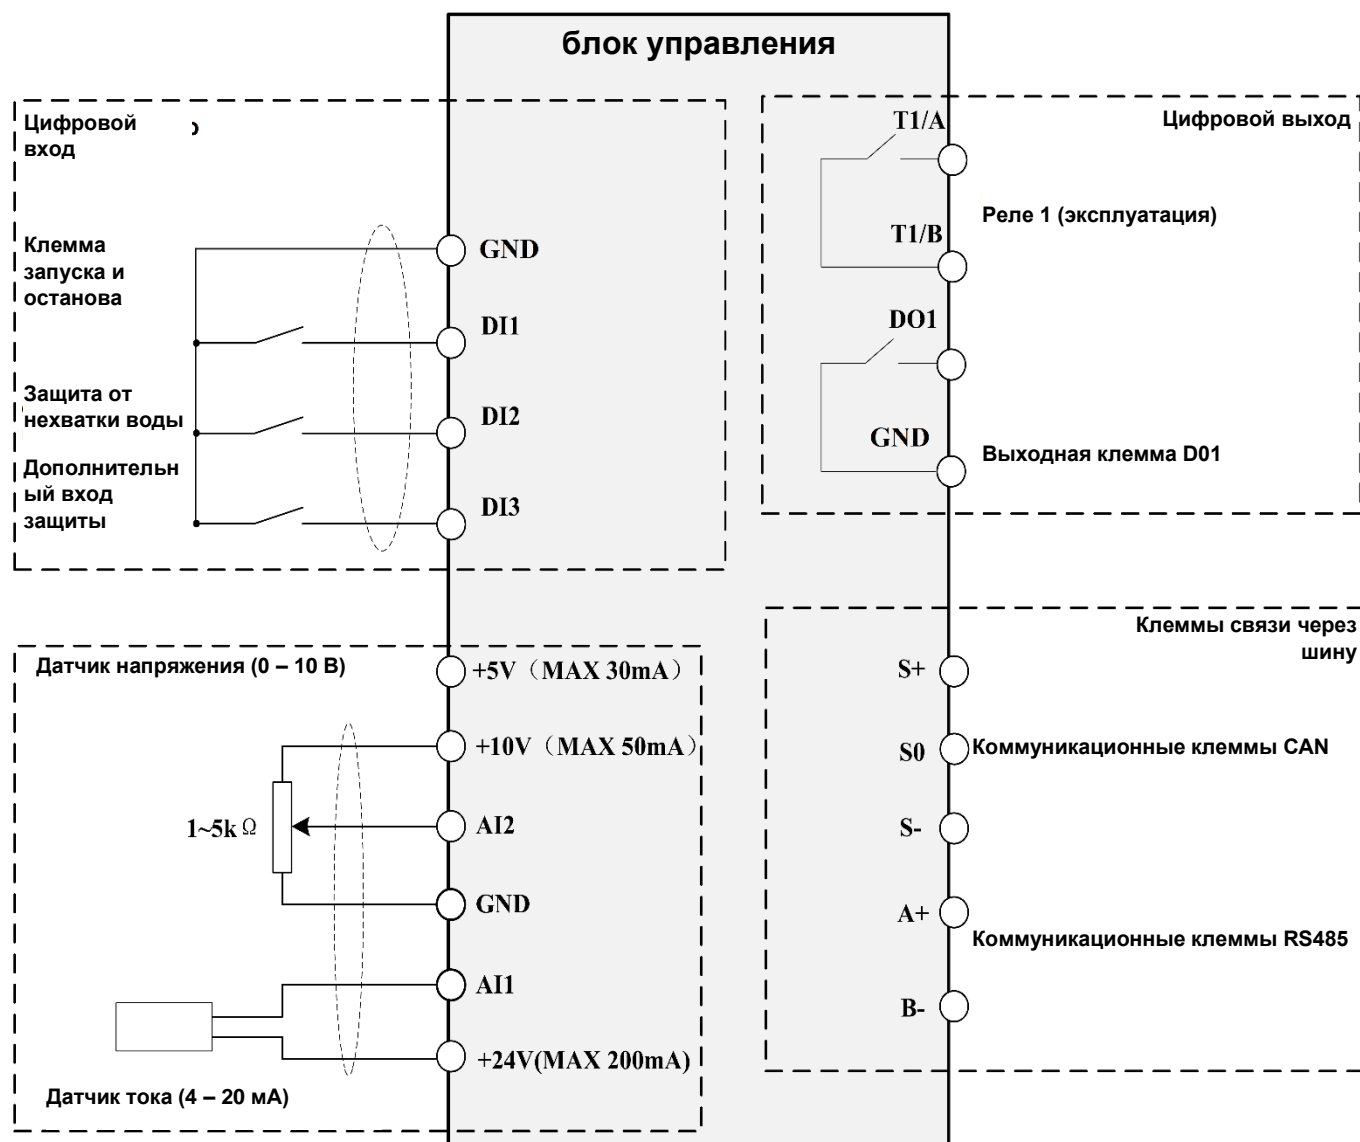 блок управления
Цифровой
вход
Клемма
запуска и
останова
Защита от
нехватки воды
Дополнительн
ый вход
защиты
GND
DI1
DI2
DI3
T1/A
Цифровой выход
Реле 1 (эксплуатация)
T1/B
DO1
GND
Выходная клемма D01
Датчик напряжения (0 – 10 В)
+5V（MAX 30mA）
+10V（MAX 50mA）
1~5k Ω
AI2
GND
AI1
+24V(MAX 200mA)
Датчик тока (4 – 20 мА)
Клеммы связи через
шину
S+
S0
Коммуникационные клеммы CAN
S-
A+
Коммуникационные клеммы RS485
B-